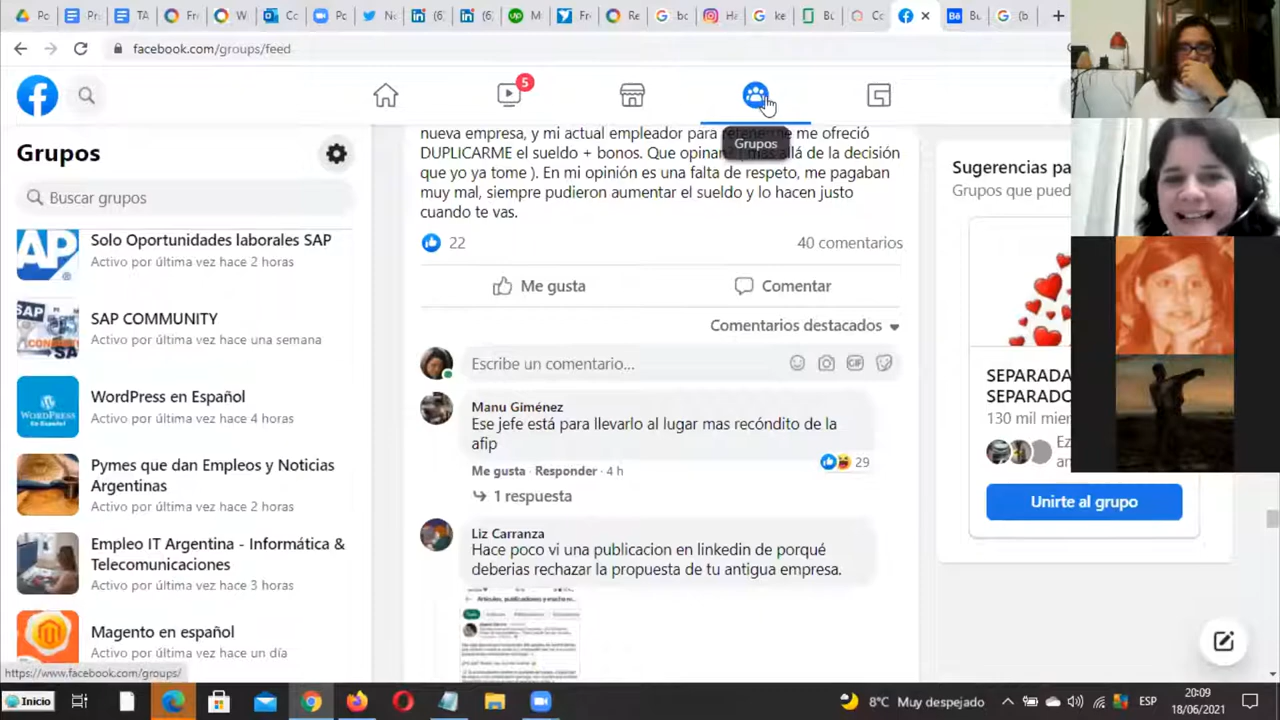 facebook.com/groups/feed
5
Grupos
Grupos
Buscar grupos
Solo Oportunidades laborales SAP
Activo por última vez hace 2 horas
SAP COMMUNITY
Activo por última vez hace una semana
WordPress en Español
Activo por última vez hace 4 horas
Pymes que dan Empleos y Noticias
Argentinas
Activo por última vez hace 2 horas
Empleo IT Argentina - Informática &
Telecomunicaciones
Activo por última vez hace 3 horas
Magento en español
Activo por última vez hace un día
https://www.facebook.com/groups/
nueva empresa, y mi actual empleador para retenerme me ofreció
DUPLICARME el sueldo + bonos. Que opinan allá de la decisión
que yo ya tome ). En mi opinión es una falta de respeto, me pagaban
muy mal, siempre pudieron aumentar el sueldo y lo hacen justo
cuando te vas.
22
40 comentarios
Me gusta
Comentar
Comentarios destacados
Escribe un comentario...
Manu Giménez
Ese jefe está para llevarlo al lugar mas recóndito de la
afip
Me gusta · Responder · 4 h
29
1 respuesta
Liz Carranza
Hace poco vi una publicacion en linkedin de porqué
deberias rechazar la propuesta de tu antigua empresa.
Sugerencias pa
Grupos que pued
SEPARADA
SEPARADO
130 mil mier
Unirte al grupo
Inicio
8°C Muy despejado
ESP
20:09
18/06/2021